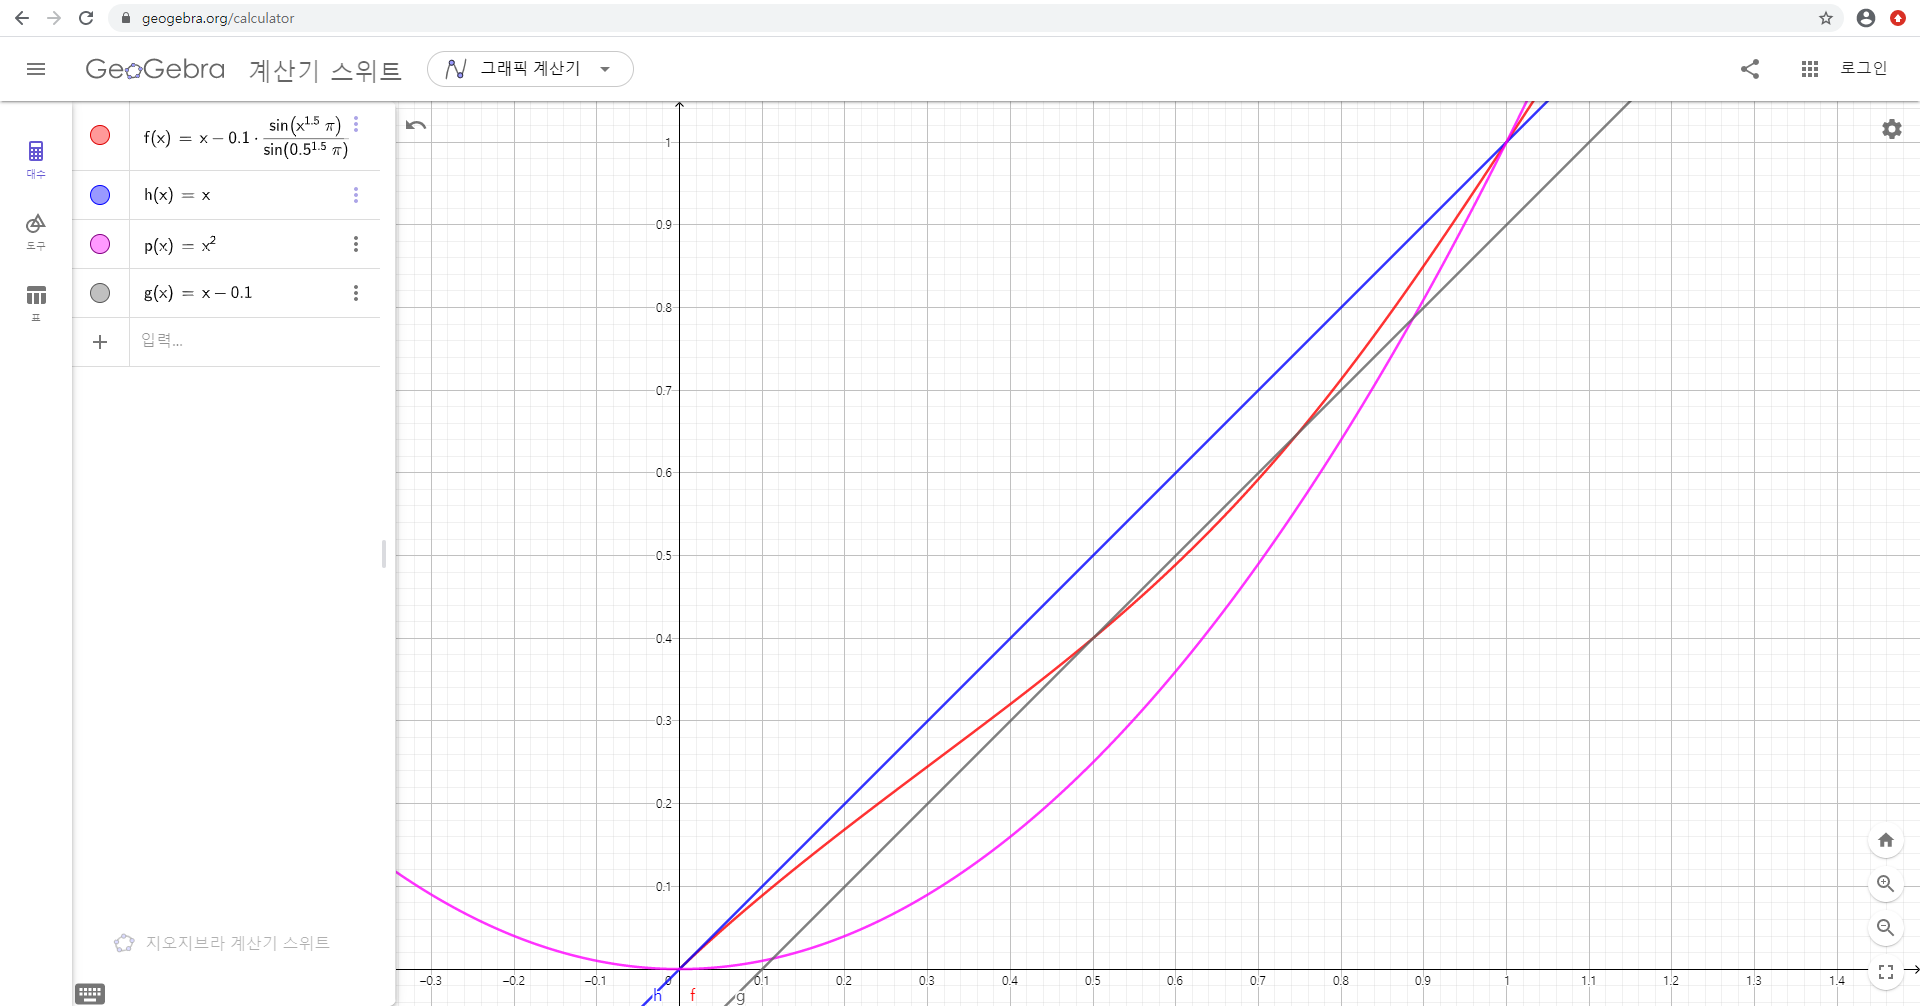 geogebra.org/calculator
GeoGebra 계산기 스위트
그래픽 계산기
로그인
대수
도구
표
f(x) = x − 0.1 · sin(x^1.5 π) / sin(0.5^1.5 π)
h(x) = x
p(x) = x²
g(x) = x − 0.1
+ 입력...
지오지브라 계산기 스위트
1
0.9
0.8
0.7
0.6
0.5
0.4
0.3
0.2
0.1
−0.3 −0.2 −0.1 0 0.1 0.2 0.3 0.4 0.5 0.6 0.7 0.8 0.9 1 1.1 1.2 1.3 1.4
h f g